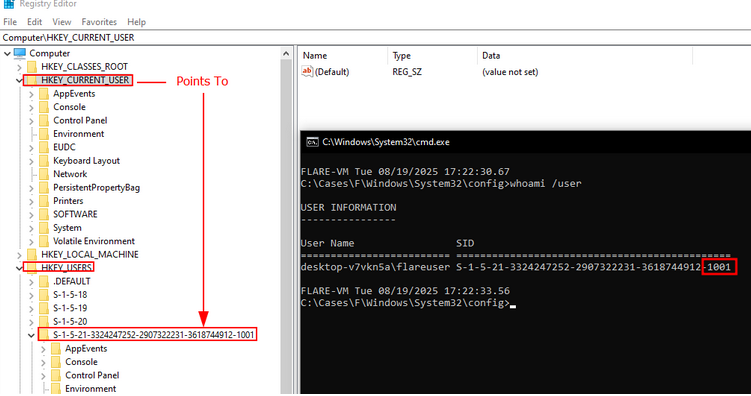 Registry Editor
File Edit View Favorites Help
Computer\HKEY_CURRENT_USER
Computer
HKEY_CLASSES_ROOT
HKEY_CURRENT_USER
Points To
AppEvents
Console
Control Panel
Environment
EUDC
Keyboard Layout
Network
PersistentPropertyBag
Printers
SOFTWARE
System
Volatile Environment
HKEY_LOCAL_MACHINE
HKEY_USERS
.DEFAULT
S-1-5-18
S-1-5-19
S-1-5-20
S-1-5-21-3324247252-2907322231-3618744912-1001
AppEvents
Console
Control Panel
Environment
Name Type Data
ab (Default) REG_SZ (value not set)
C:\Windows\System32\cmd.exe
FLARE-VM Tue 08/19/2025 17:22:30.67
C:\Cases\F\Windows\System32\config>whoami /user
USER INFORMATION
----------------
User Name SID
========================= ==============================================
desktop-v7vkn5a\flareuser S-1-5-21-3324247252-2907322231-3618744912-1001
FLARE-VM Tue 08/19/2025 17:22:33.56
C:\Cases\F\Windows\System32\config>